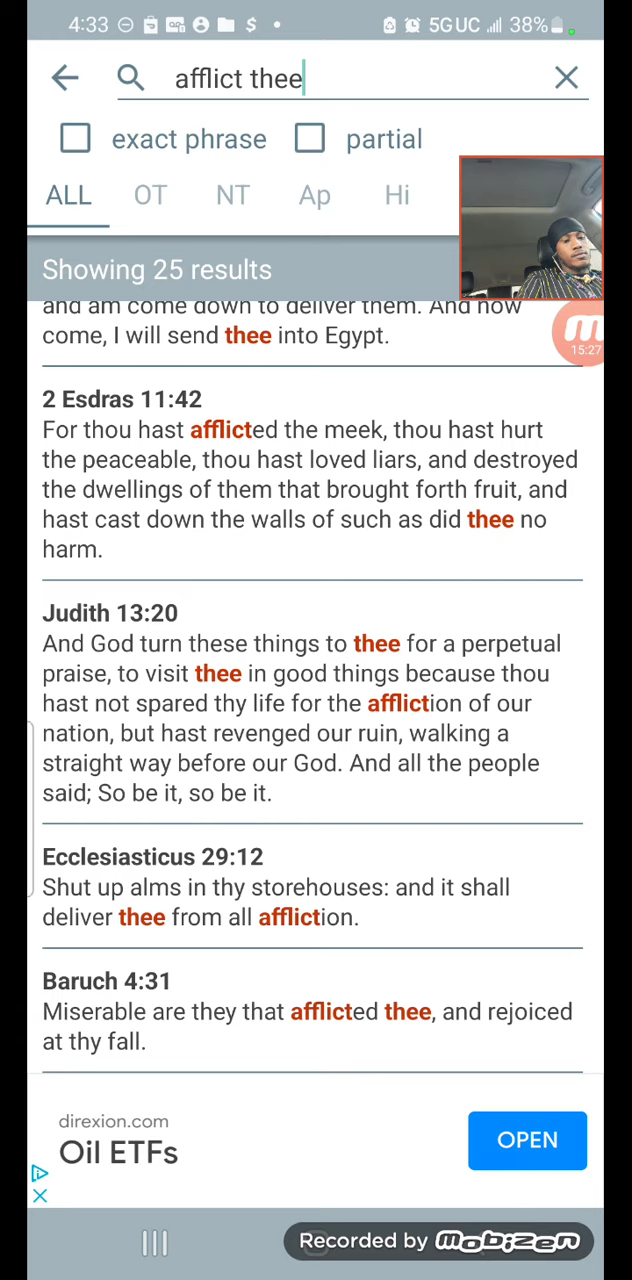 4:33 $ 5G UC 38%
afflict thee
exact phrase partial
ALL OT NT Ap Hi
Showing 25 results
and am come down to deliver them. And now
come, I will send thee into Egypt.
15:27
2 Esdras 11:42
For thou hast afflicted the meek, thou hast hurt
the peaceable, thou hast loved liars, and destroyed
the dwellings of them that brought forth fruit, and
hast cast down the walls of such as did thee no
harm.
Judith 13:20
And God turn these things to thee for a perpetual
praise, to visit thee in good things because thou
hast not spared thy life for the affliction of our
nation, but hast revenged our ruin, walking a
straight way before our God. And all the people
said; So be it, so be it.
Ecclesiasticus 29:12
Shut up alms in thy storehouses: and it shall
deliver thee from all affliction.
Baruch 4:31
Miserable are they that afflicted thee, and rejoiced
at thy fall.
direxion.com
Oil ETFs
OPEN
Recorded by mobizen